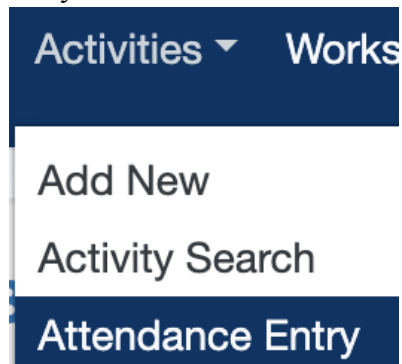 Activities Works
Add New
Activity Search
Attendance Entry